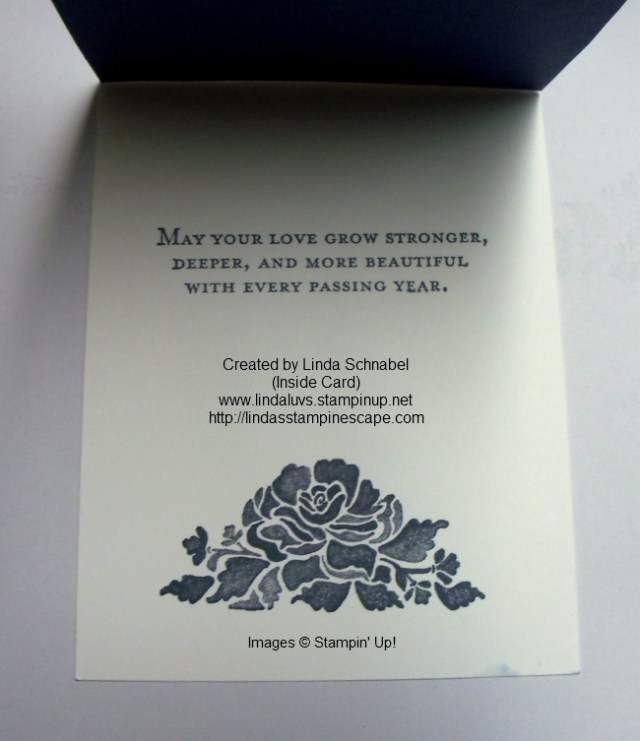 May your love grow stronger,
deeper, and more beautiful
with every passing year.
Created by Linda Schnabel
(Inside Card)
www.lindaluvs.stampinup.net
http://lindasstampinescape.com
Images © Stampin' Up!